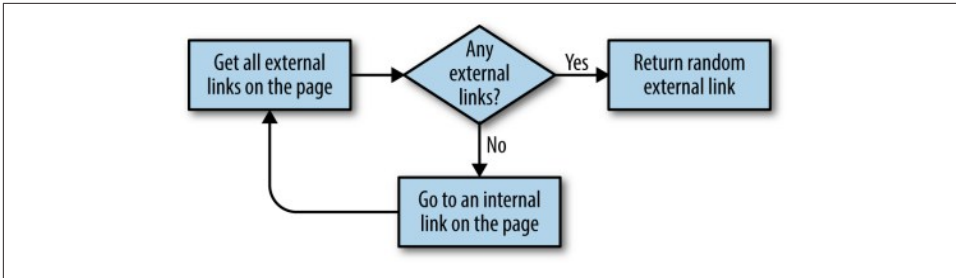 Get all external
links on the page
Any
external
links?
Yes
Return random
external link
No
Go to an internal
link on the page